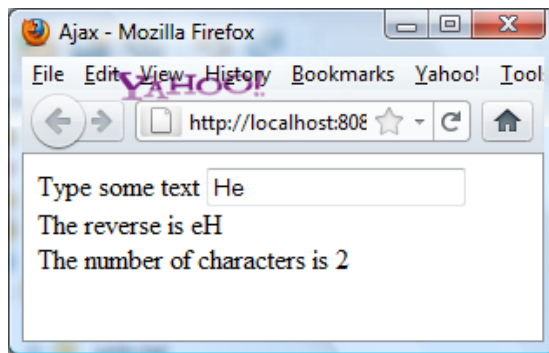 Ajax - Mozilla Firefox
File Edit View History Bookmarks Yahoo! Tool
YAHOO!
http://localhost:808
Type some text He
The reverse is eH
The number of characters is 2